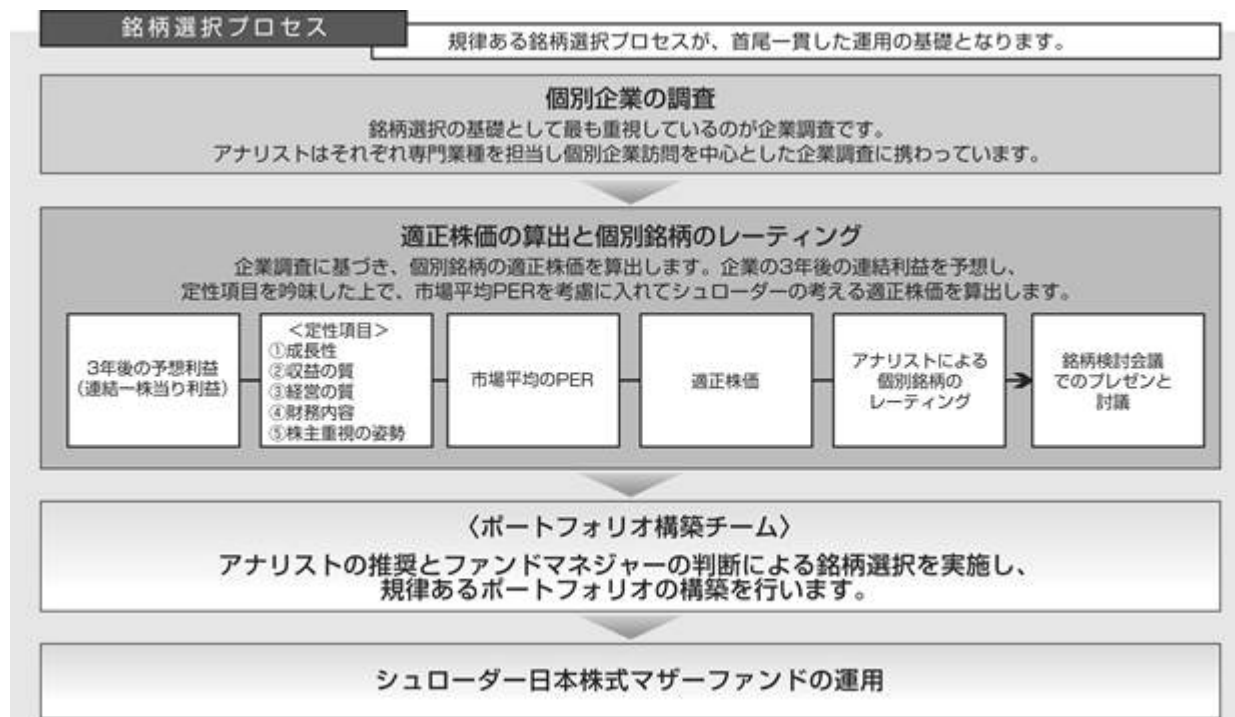 銘柄選択プロセス
規律ある銘柄選択プロセスが、首尾一貫した運用の基礎となります。
個別企業の調査
銘柄選択の基礎として最も重視しているのが企業調査です。
アナリストはそれぞれ専門業種を担当し個別企業訪問を中心とした企業調査に携わっています。
適正株価の算出と個別銘柄のレーティング
企業調査に基づき、個別銘柄の適正株価を算出します。企業の3年後の連結利益を予想し、
定性項目を吟味した上で、市場平均PERを考慮に入れてシュローダーの考える適正株価を算出します。
3年後の予想利益
(連結一株当り利益)
＜定性項目＞
①成長性
②収益の質
③経営の質
④財務内容
⑤株主重視の姿勢
市場平均のPER
適正株価
アナリストによる
個別銘柄の
レーティング
銘柄検討会議
でのプレゼンと
討議
〈ポートフォリオ構築チーム〉
アナリストの推奨とファンドマネジャーの判断による銘柄選択を実施し、
規律あるポートフォリオの構築を行います。
シュローダー日本株式マザーファンドの運用